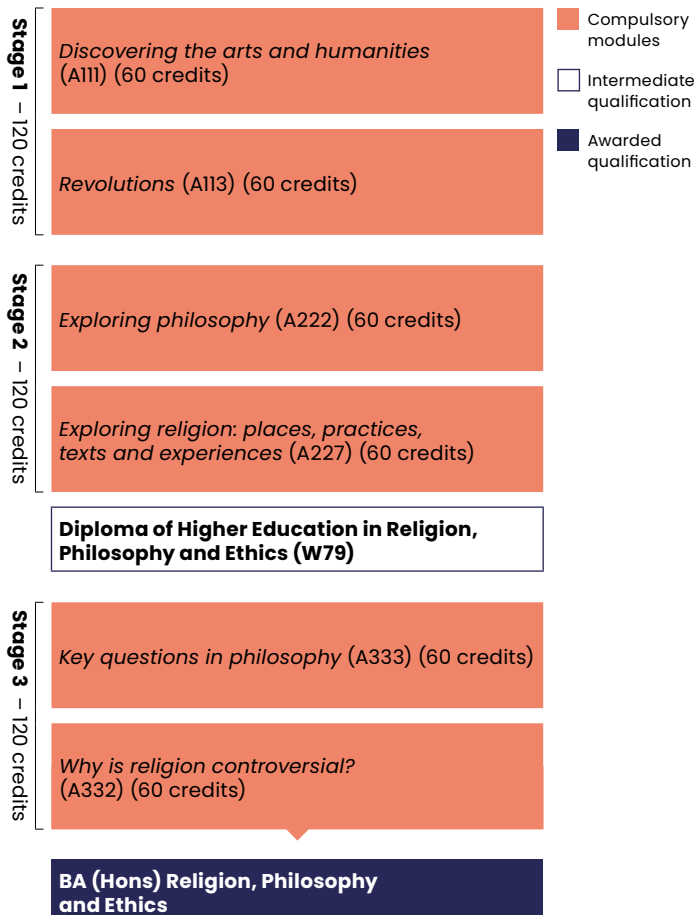 Stage 1 – 120 credits
Discovering the arts and humanities
(A111) (60 credits)
Revolutions (A113) (60 credits)
Compulsory
modules
Intermediate
qualification
Awarded
qualification
Stage 2 – 120 credits
Exploring philosophy (A222) (60 credits)
Exploring religion: places, practices,
texts and experiences (A227) (60 credits)
Diploma of Higher Education in Religion,
Philosophy and Ethics (W79)
Stage 3 – 120 credits
Key questions in philosophy (A333) (60 credits)
Why is religion controversial?
(A332) (60 credits)
BA (Hons) Religion, Philosophy
and Ethics